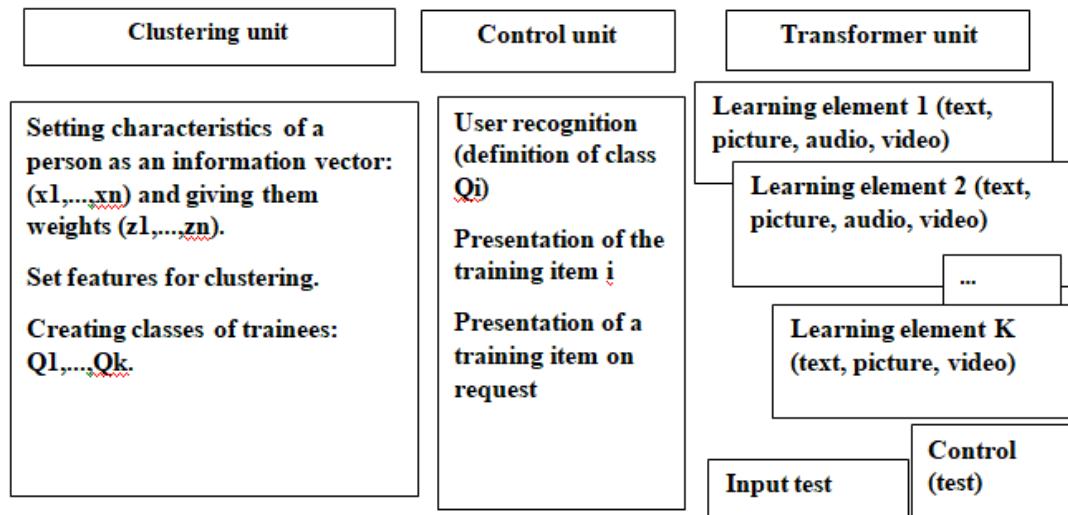 Clustering unit
Control unit
Transformer unit
Setting characteristics of a
person as an information vector:
(x1,...,xn) and giving them
weights (z1,...,zn).
Set features for clustering.
Creating classes of trainees:
Q1,...,Qk.
User recognition
(definition of class
Qi)
Presentation of the
training item i
Presentation of a
training item on
request
Learning element 1 (text,
picture, audio, video)
Learning element 2 (text,
picture, audio, video)
...
Learning element K
(text, picture, video)
Input test
Control
(test)